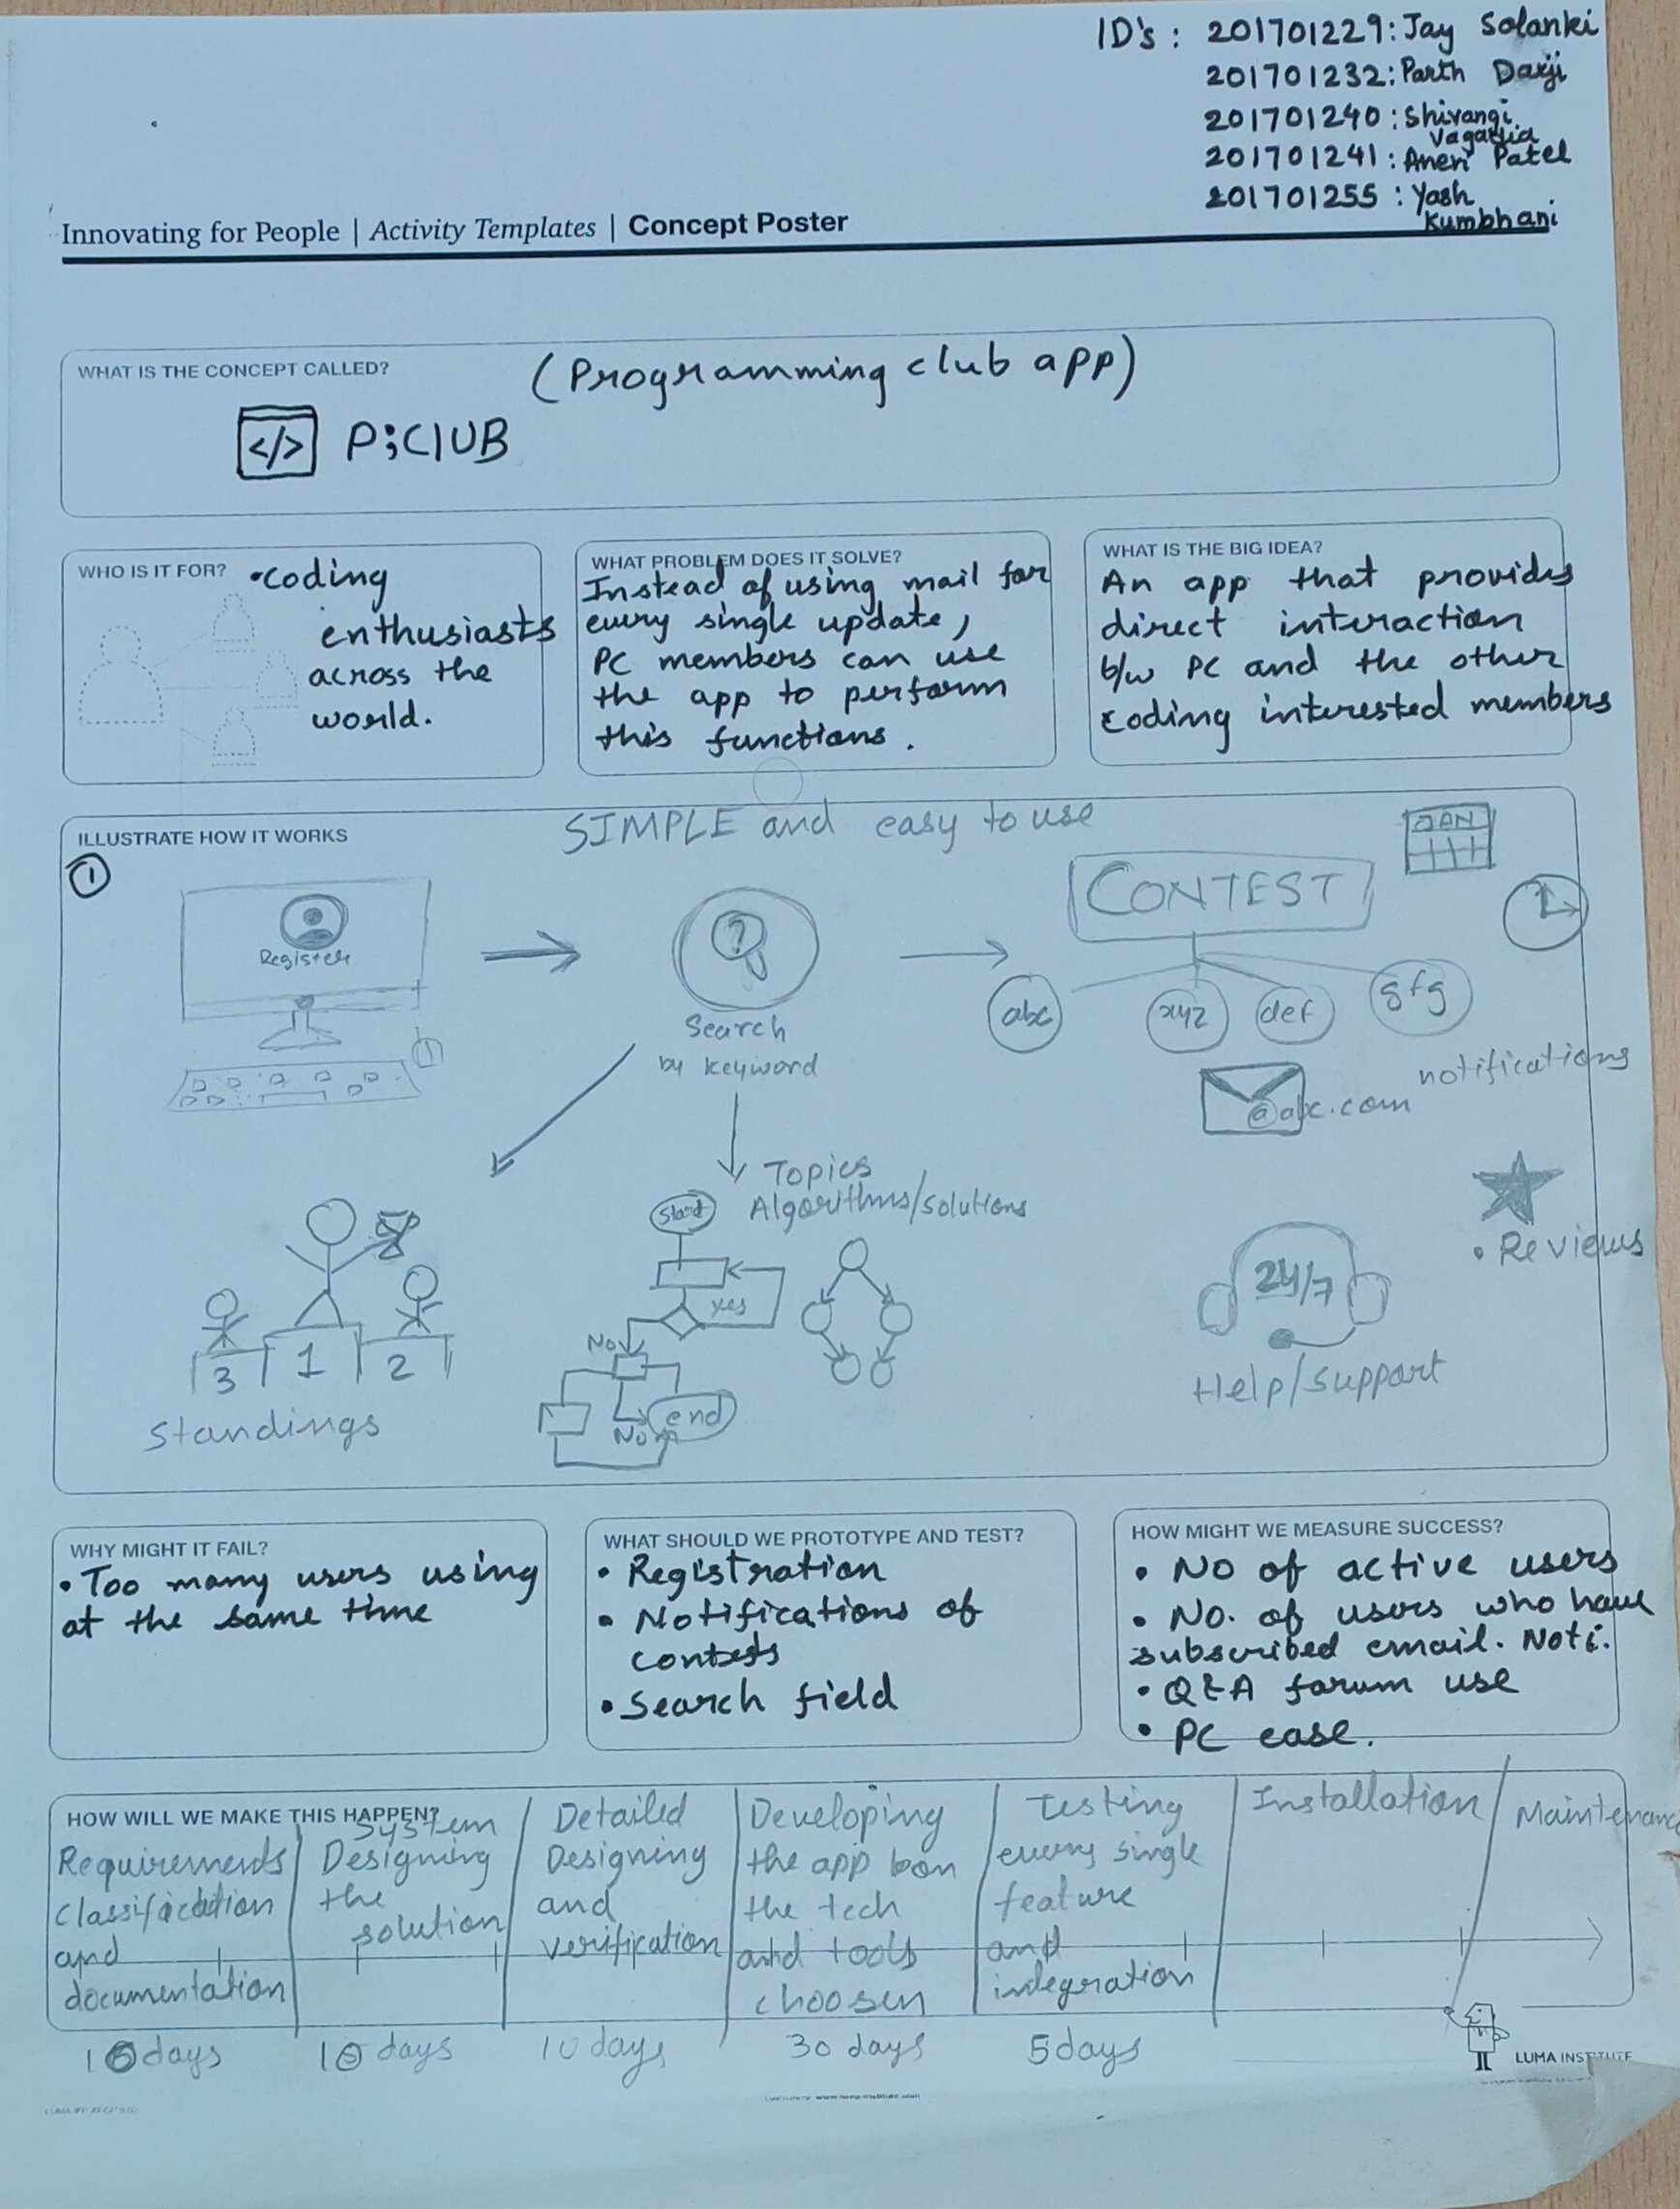 ID's : 201701229: Jay Solanki
201701232: Parth Darji
201701240 : Shivangi
201701241 : Aneri Patel
201701255 : Yash
Kumbhani
Innovating for People | Activity Templates | Concept Poster
WHAT IS THE CONCEPT CALLED?
(Programming club app)
</> P;ClUB
WHO IS IT FOR?
•coding
enthusiasts
across the
world.
WHAT PROBLEM DOES IT SOLVE?
Instead of using mail for
every single update,
PC members can use
the app to perform
this functions.
WHAT IS THE BIG IDEA?
An app that provides
direct interaction
b/w PC and the other
coding interested members
ILLUSTRATE HOW IT WORKS
SIMPLE and easy to use
1
Register
?
Search
by keyword
CONTEST
JAN
abc
xyz
def
gfg
notifications
@abc.com
Topics
Algorithms/solutions
Start
yes
No
end
No
3 1 2
Standings
24/7
Help/support
• Reviews
WHY MIGHT IT FAIL?
• Too many users using
at the same time
WHAT SHOULD WE PROTOTYPE AND TEST?
• Registration
• Notifications of
contests
• Search field
HOW MIGHT WE MEASURE SUCCESS?
• No of active users
• No. of users who have
subscribed email. Noti.
• Q&A forum use
• PC ease.
HOW WILL WE MAKE THIS HAPPEN?
Requirements
classification
and
documentation
System
Designing
the
solution
Detailed
Designing
and
verification
Developing
the app
the tech
and tools
choosen
Testing
every single
feature
and
integration
Installation
Maintenanc
10 days
10 days
10 days
30 days
5 days
LUMA INSTITUTE